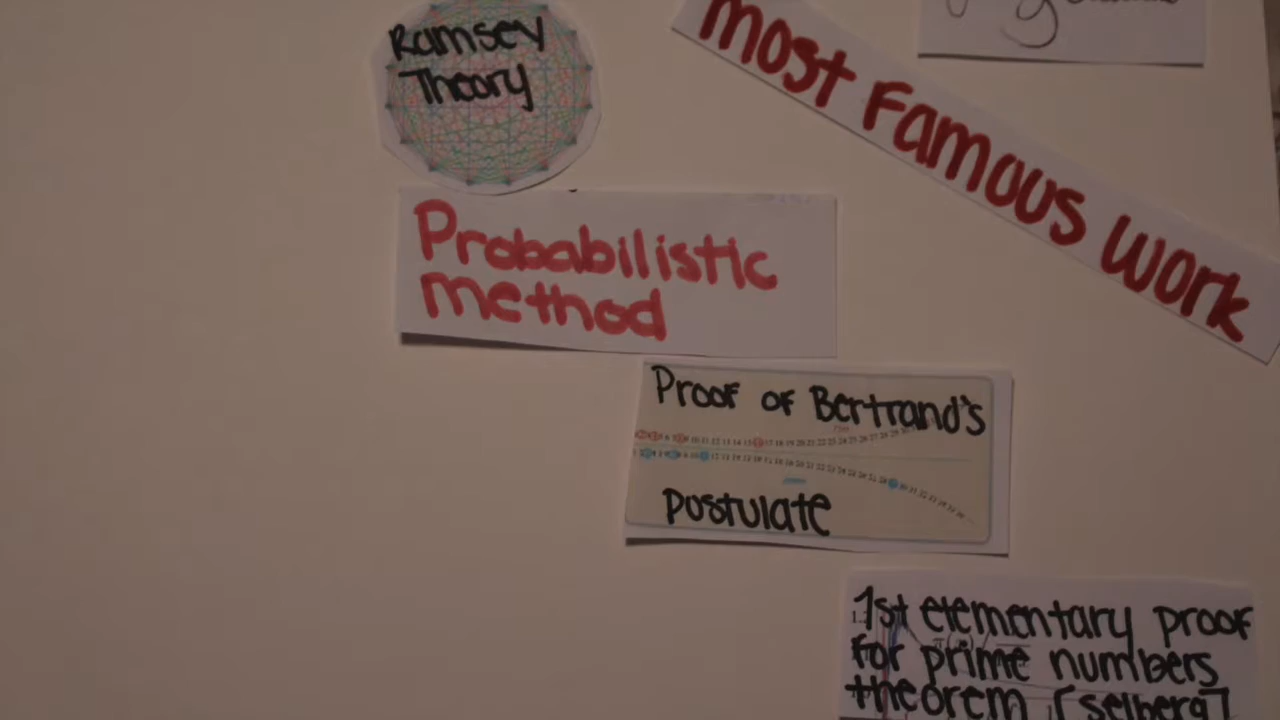 Ramsey
Theory
Most Famous Work
Probabilistic
method
Proof of Bertrand's
Postulate
1st elementary proof
for prime numbers
theorem [selberg]